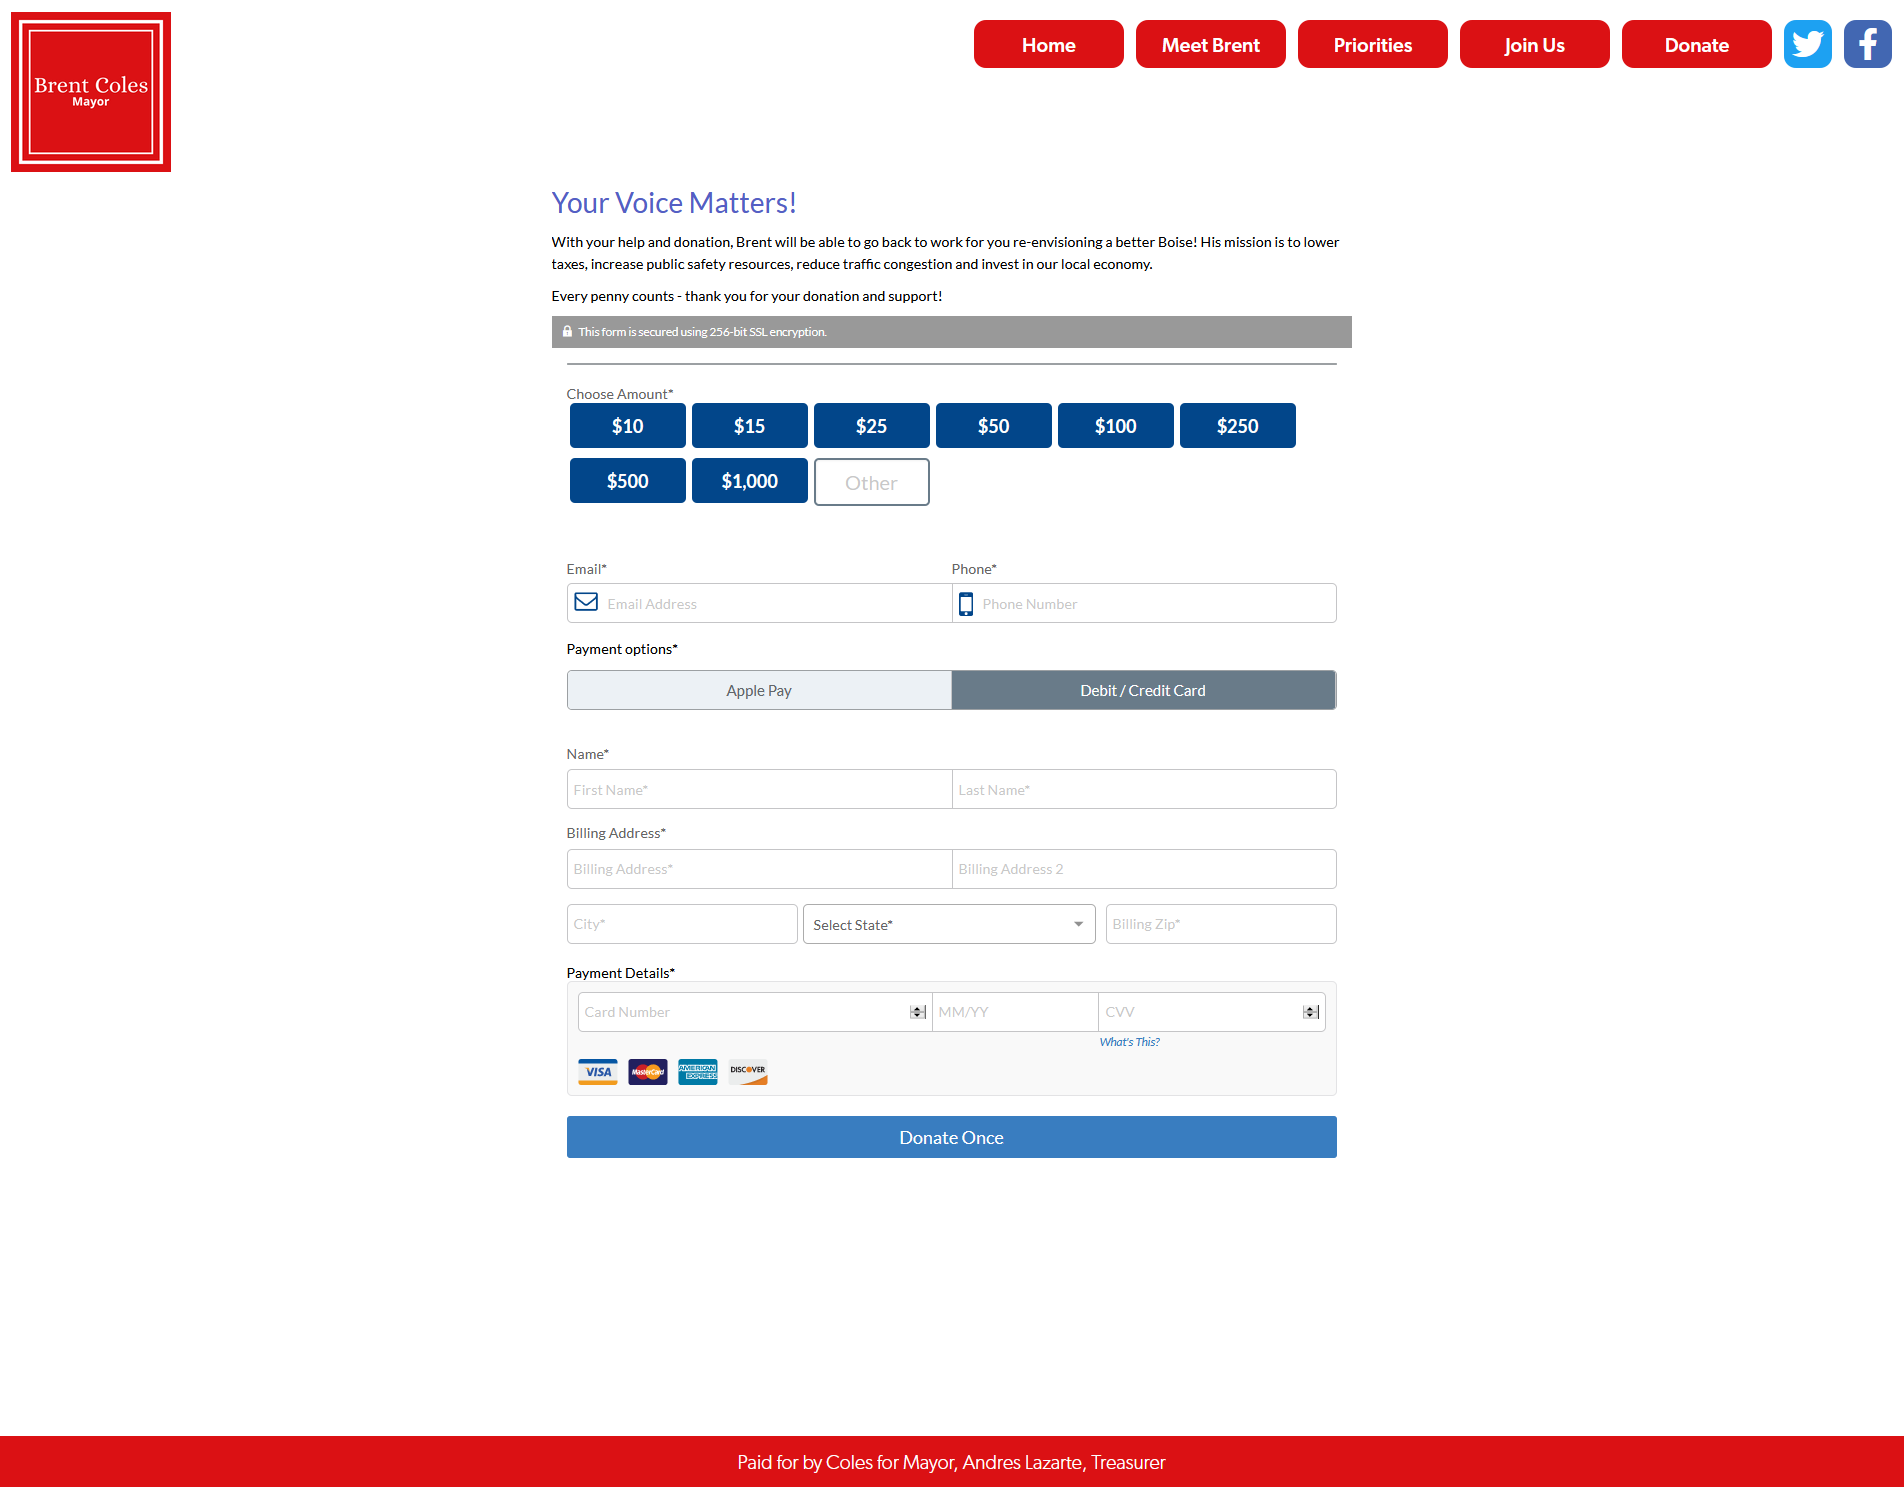 Brent Coles
Mayor
Home
Meet Brent
Priorities
Join Us
Donate
Your Voice Matters!
With your help and donation, Brent will be able to go back to work for you re-envisioning a better Boise! His mission is to lower
taxes, increase public safety resources, reduce traffic congestion and invest in our local economy.
Every penny counts - thank you for your donation and support!
This form is secured using 256-bit SSL encryption.
Choose Amount*
$10
$15
$25
$50
$100
$250
$500
$1,000
Other
Email*
Phone*
Email Address
Phone Number
Payment options*
Apple Pay
Debit / Credit Card
Name*
First Name*
Last Name*
Billing Address*
Billing Address*
Billing Address 2
City*
Select State*
Billing Zip*
Payment Details*
Card Number
MM/YY
CVV
What's This?
VISA
MasterCard
AMERICAN EXPRESS
DISCOVER
Donate Once
Paid for by Coles for Mayor, Andres Lazarte, Treasurer